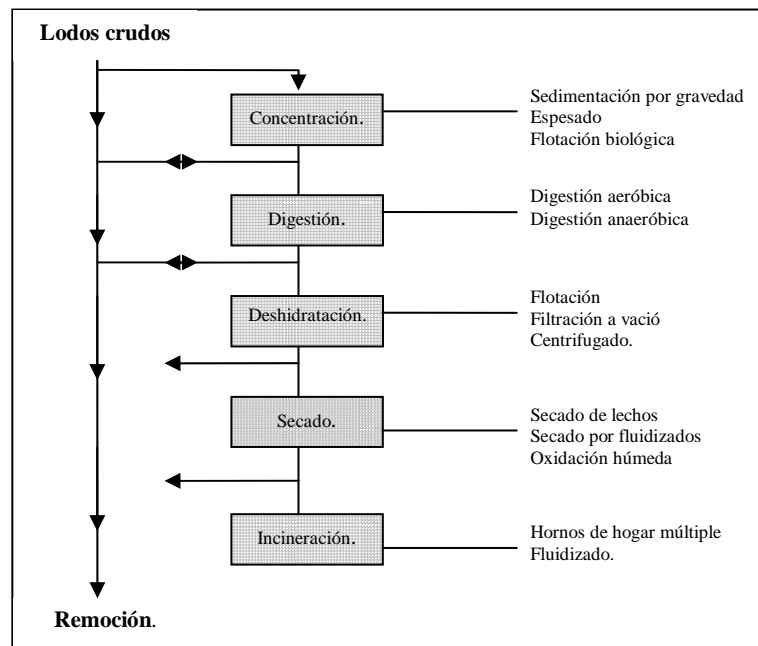 Lodos crudos
Concentración.
Sedimentación por gravedad
Espesado
Flotación biológica
Digestión.
Digestión aeróbica
Digestión anaeróbica
Deshidratación.
Flotación
Filtración a vació
Centrifugado.
Secado.
Secado de lechos
Secado por fluidizados
Oxidación húmeda
Incineración.
Hornos de hogar múltiple
Fluidizado.
Remoción.